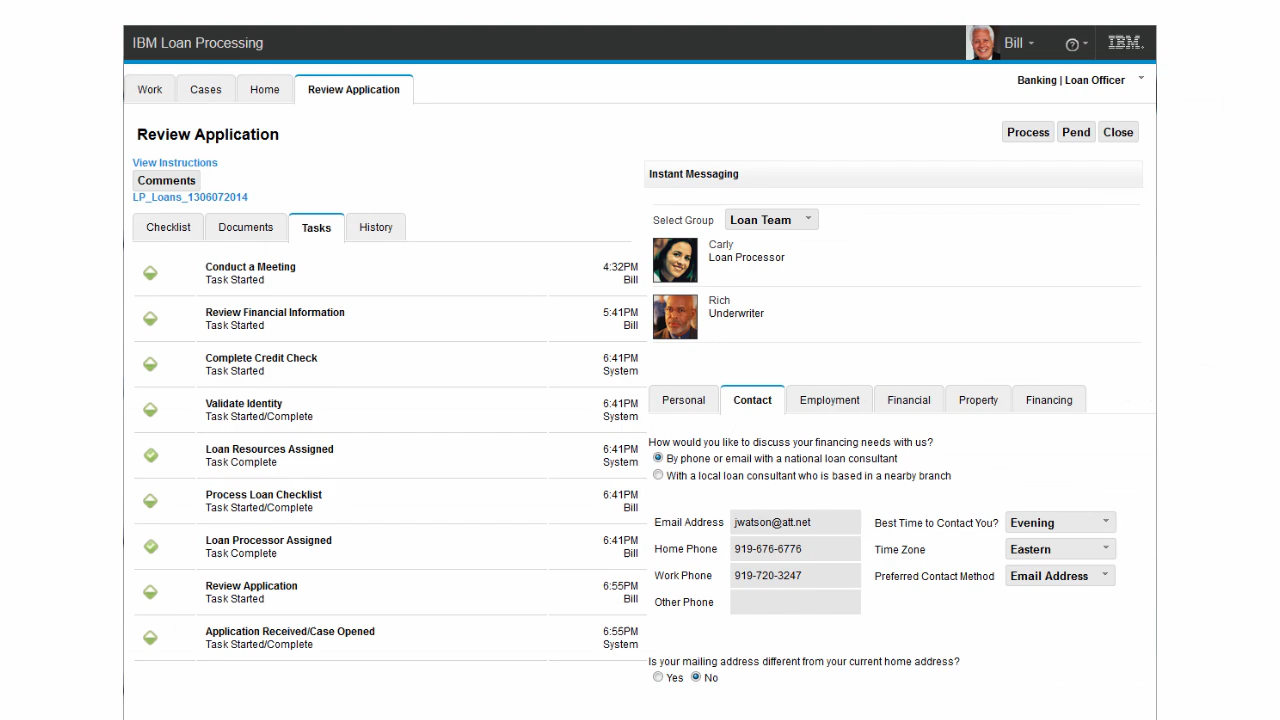 IBM Loan Processing
Bill
IBM.
Work Cases Home Review Application
Banking | Loan Officer
Review Application
Process Pend Close
View Instructions
Comments
LP_Loans_1306072014
Checklist Documents Tasks History
Conduct a Meeting 4:32PM
Task Started Bill
Review Financial Information 5:41PM
Task Started Bill
Complete Credit Check 6:41PM
Task Started System
Validate Identity 6:41PM
Task Started/Complete System
Loan Resources Assigned 6:41PM
Task Complete System
Process Loan Checklist 6:41PM
Task Started/Complete Bill
Loan Processor Assigned 6:41PM
Task Complete Bill
Review Application 6:55PM
Task Started Bill
Application Received/Case Opened 6:55PM
Task Started/Complete System
Instant Messaging
Select Group Loan Team
Carly
Loan Processor
Rich
Underwriter
Personal Contact Employment Financial Property Financing
How would you like to discuss your financing needs with us?
By phone or email with a national loan consultant
With a local loan consultant who is based in a nearby branch
Email Address jwatson@att.net Best Time to Contact You? Evening
Home Phone 919-676-6776 Time Zone Eastern
Work Phone 919-720-3247 Preferred Contact Method Email Address
Other Phone
Is your mailing address different from your current home address?
Yes No